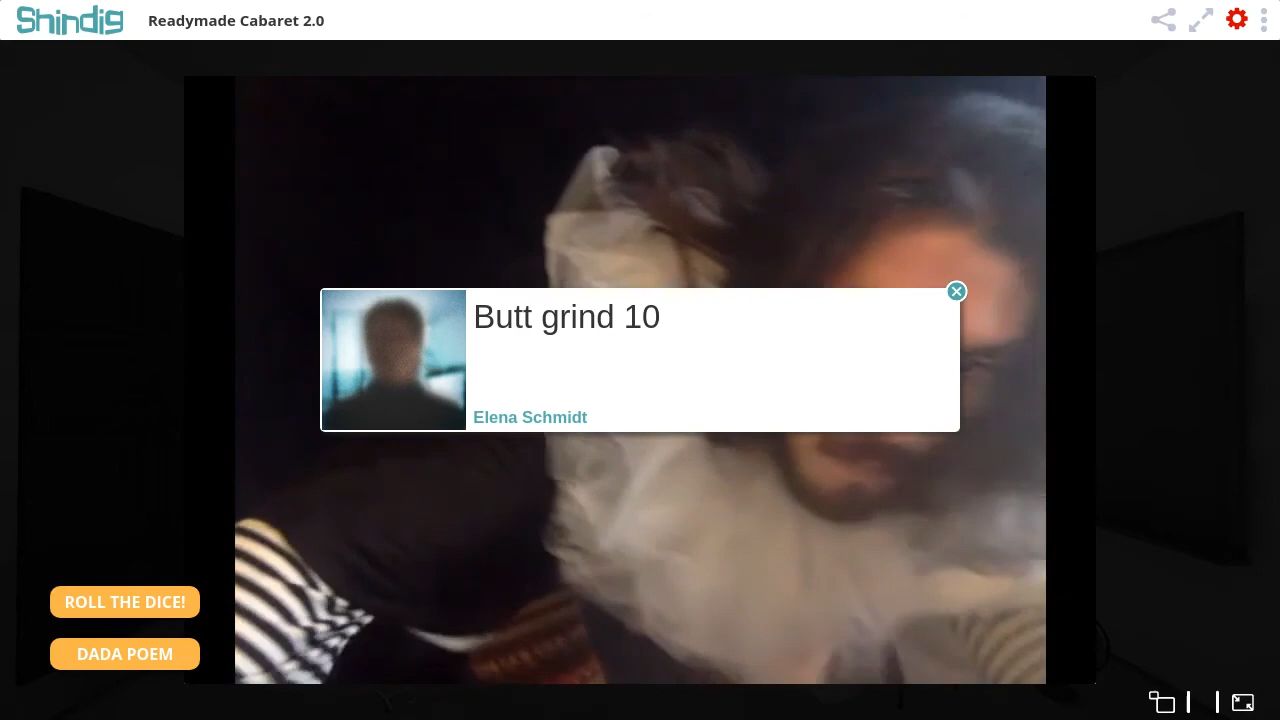 Shindig
Readymade Cabaret 2.0
Butt grind 10
Elena Schmidt
ROLL THE DICE!
DADA POEM